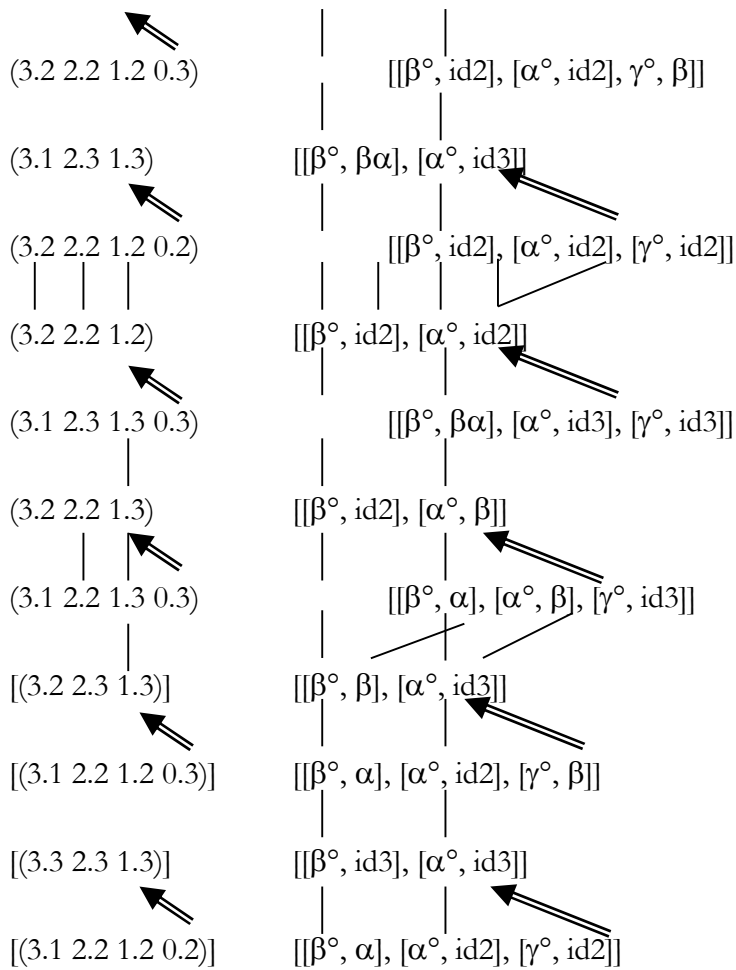 (3.2 2.2 1.2 0.3) [[β°, id2], [α°, id2], γ°, β]]
(3.1 2.3 1.3) [[β°, βα], [α°, id3]]
(3.2 2.2 1.2 0.2) [[β°, id2], [α°, id2], [γ°, id2]]
(3.2 2.2 1.2) [[β°, id2], [α°, id2]]
(3.1 2.3 1.3 0.3) [[β°, βα], [α°, id3], [γ°, id3]]
(3.2 2.2 1.3) [[β°, id2], [α°, β]]
(3.1 2.2 1.3 0.3) [[β°, α], [α°, β], [γ°, id3]]
[(3.2 2.3 1.3)] [[β°, β], [α°, id3]]
[(3.1 2.2 1.2 0.3)] [[β°, α], [α°, id2], [γ°, β]]
[(3.3 2.3 1.3)] [[β°, id3], [α°, id3]]
[(3.1 2.2 1.2 0.2)] [[β°, α], [α°, id2], [γ°, id2]]